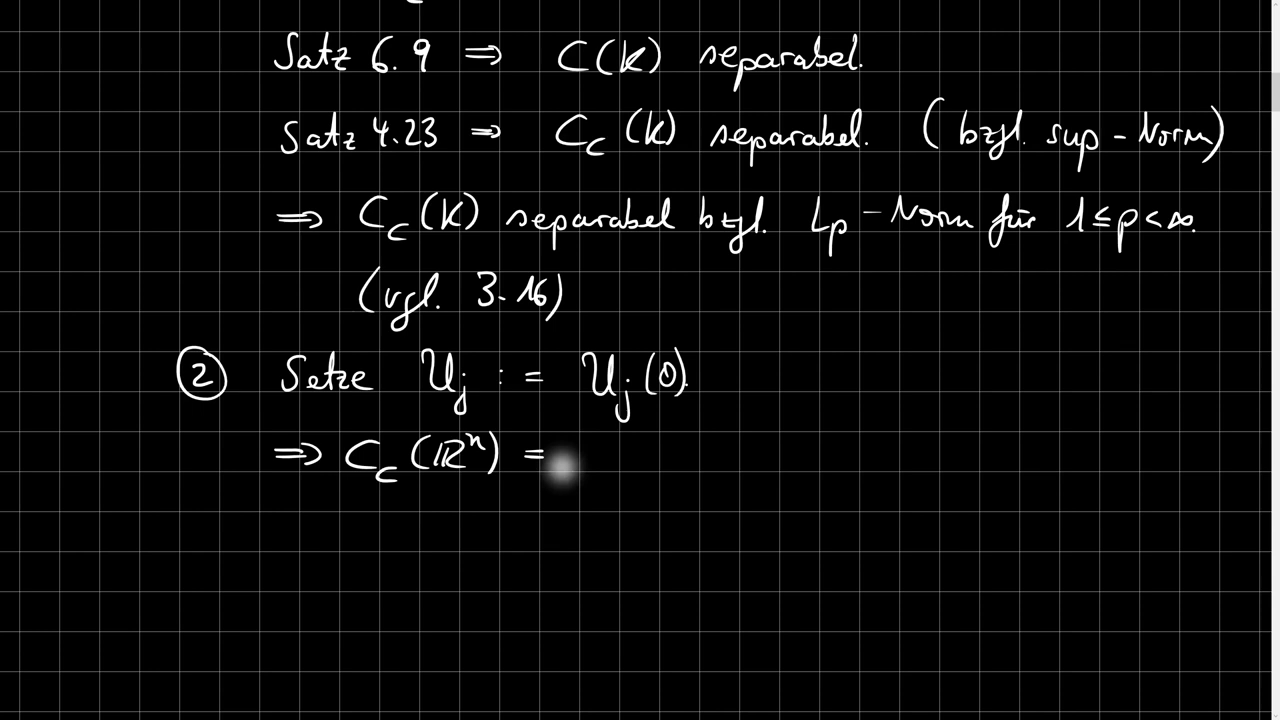 Satz 6.9 ⇒ C(K) separabel.
Satz 4.23 ⇒ C_c(K) separabel. (bzgl. sup-Norm)
⇒ C_c(K) separabel bzgl. L_p-Norm für 1≤p<∞.
(vgl. 3.16)
② Setze U_j := U_j(0).
⇒ C_c(ℝⁿ) =